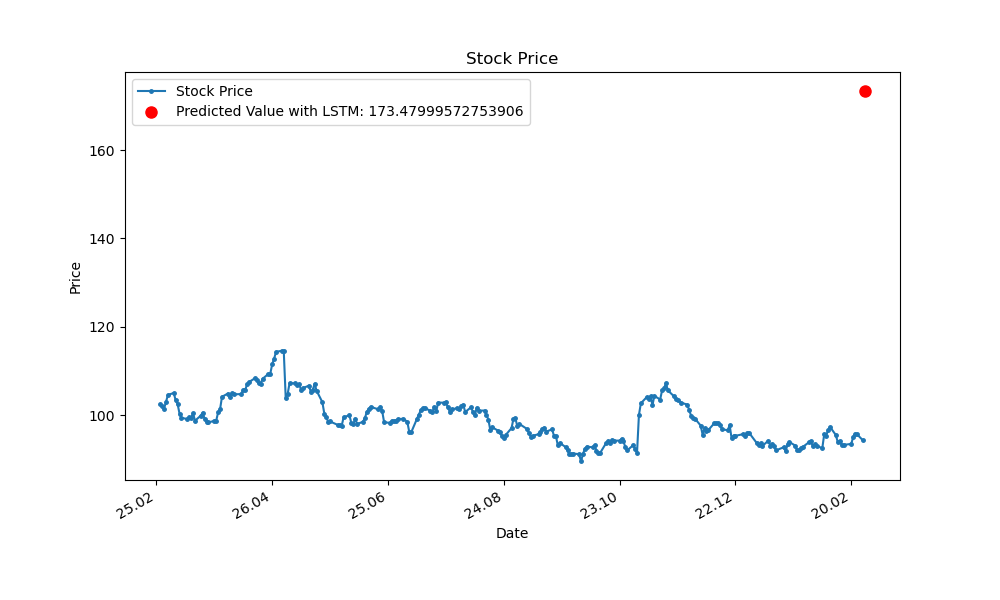 Stock Price
Stock Price
Predicted Value with LSTM: 173.47999572753906
160
140
120
100
Price
25.02
26.04
25.06
24.08
23.10
22.12
20.02
Date